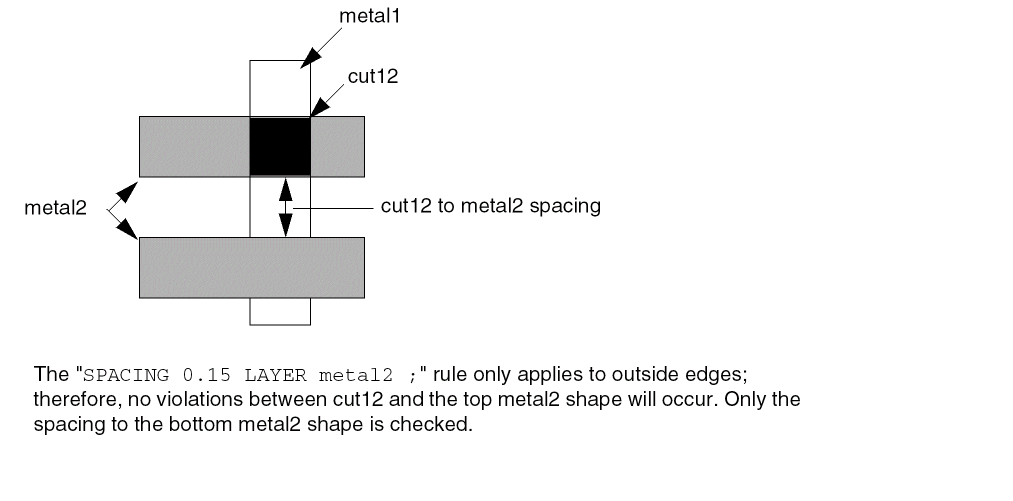 metal1
cut12
metal2
cut12 to metal2 spacing
The "SPACING 0.15 LAYER metal2 ;" rule only applies to outside edges;
therefore, no violations between cut12 and the top metal2 shape will occur. Only the
spacing to the bottom metal2 shape is checked.